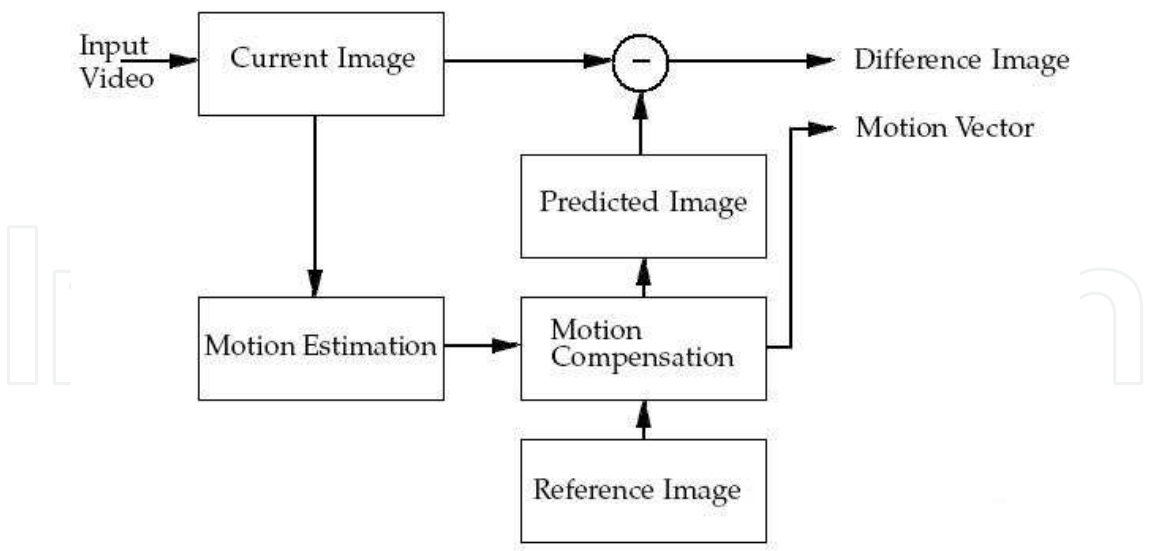 Input
Video
Current Image
Difference Image
Motion Vector
Predicted Image
Motion Estimation
Motion
Compensation
Reference Image